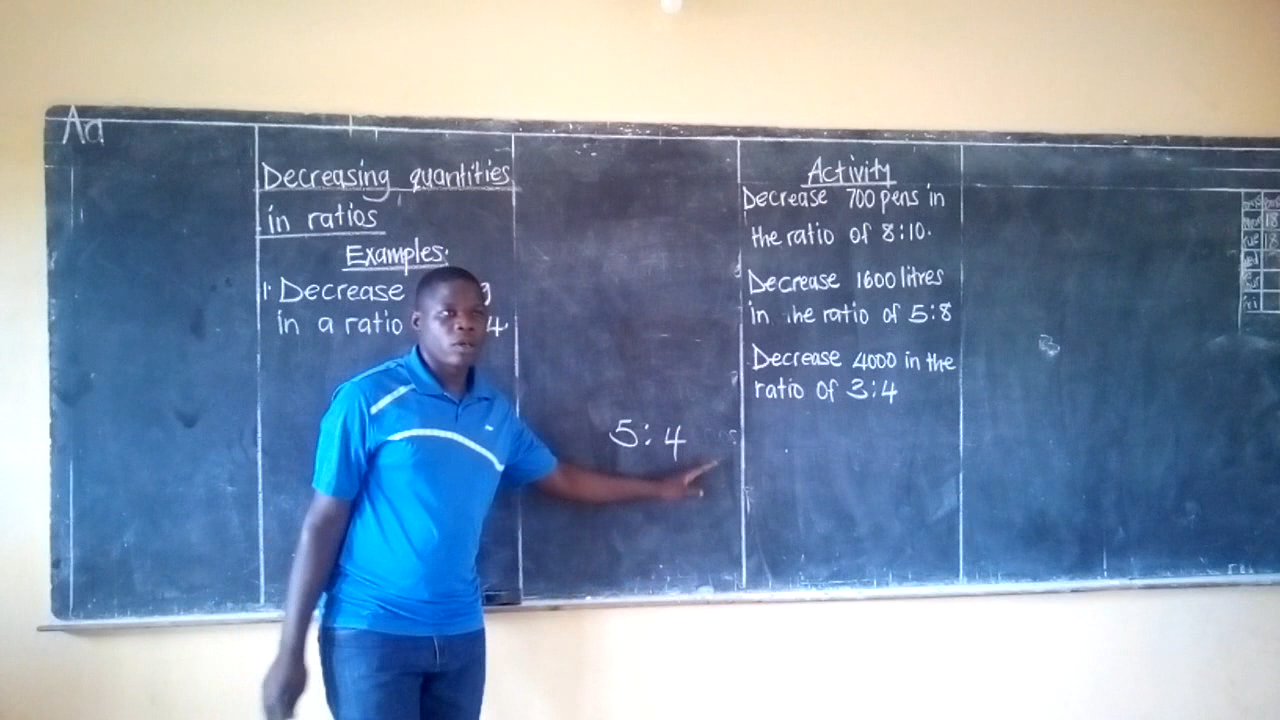 Aa
Decreasing quantities
in ratios
Examples:
1. Decrease
in a ratio 4.
5:4
Activity
Decrease 700 pens in
the ratio of 8:10.
Decrease 1600 litres
in the ratio of 5:8
Decrease 4000 in the
ratio of 3:4